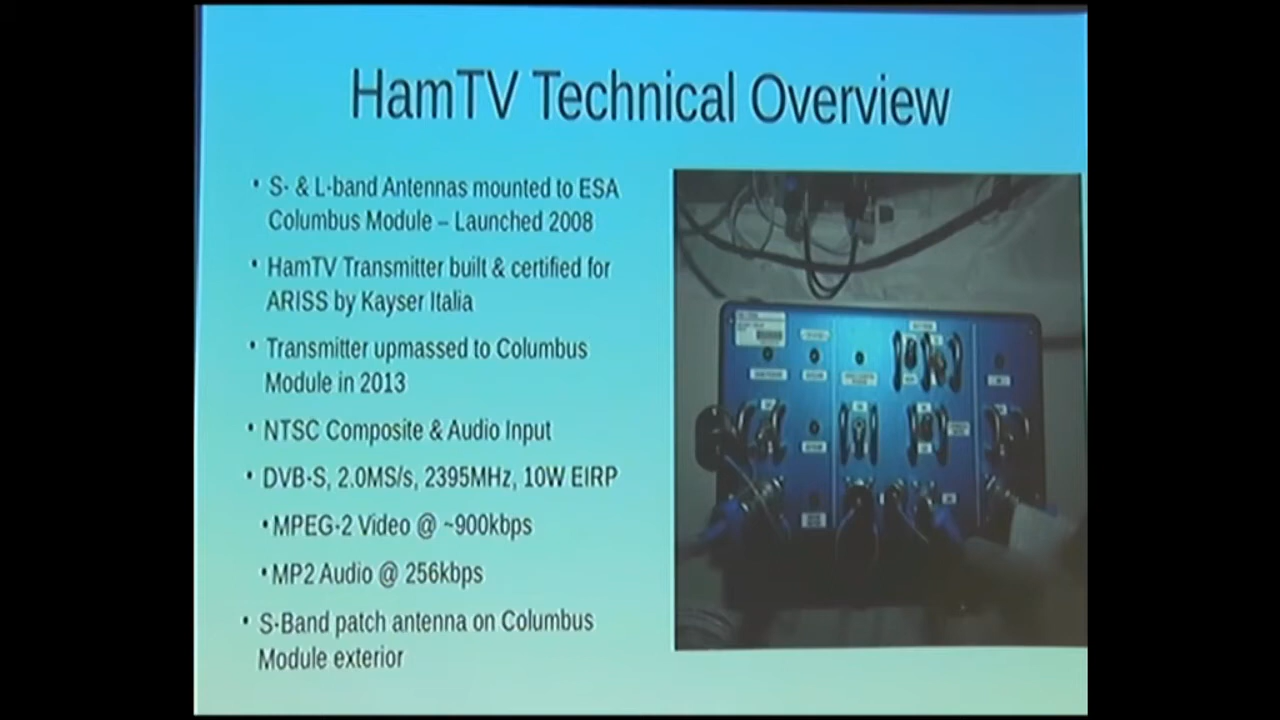 HamTV Technical Overview
• S- & L-band Antennas mounted to ESA
Columbus Module – Launched 2008
• HamTV Transmitter built & certified for
ARISS by Kayser Italia
• Transmitter upmassed to Columbus
Module in 2013
• NTSC Composite & Audio Input
• DVB-S, 2.0MS/s, 2395MHz, 10W EIRP
• MPEG-2 Video @ ~900kbps
• MP2 Audio @ 256kbps
• S-Band patch antenna on Columbus
Module exterior